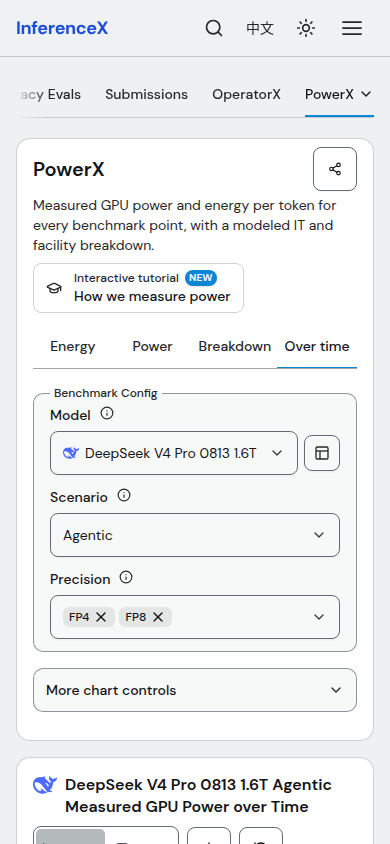 InferenceX
中文
acy Evals
Submissions
OperatorX
PowerX
PowerX
Measured GPU power and energy per token for
every benchmark point, with a modeled IT and
facility breakdown.
Interactive tutorial NEW
How we measure power
Energy
Power
Breakdown
Over time
Benchmark Config
Model
DeepSeek V4 Pro 0813 1.6T
Scenario
Agentic
Precision
FP4
FP8
More chart controls
DeepSeek V4 Pro 0813 1.6T Agentic
Measured GPU Power over Time